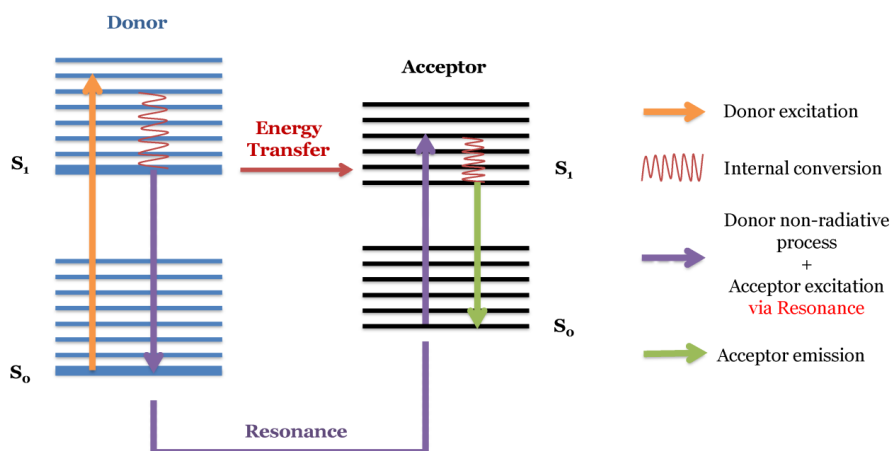 Donor
Acceptor
Energy
Transfer
S₁
S₁
S₀
S₀
Resonance
Donor excitation
Internal conversion
Donor non-radiative
process
+
Acceptor excitation
via Resonance
Acceptor emission